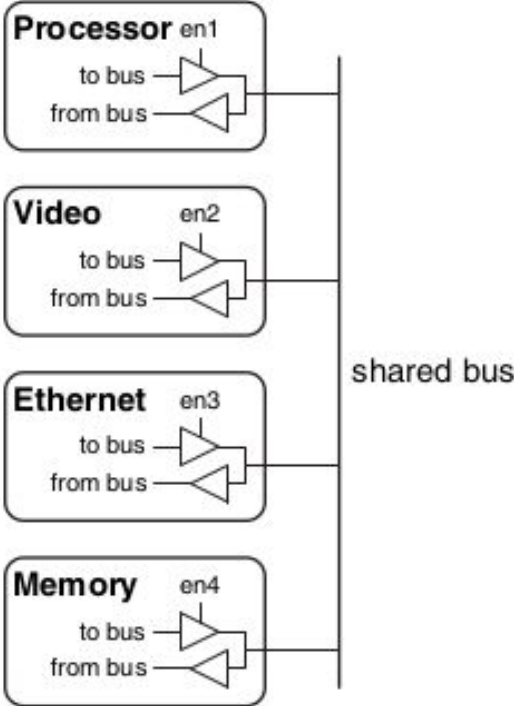 Processor en1
to bus
from bus
Video en2
to bus
from bus
shared bus
Ethernet en3
to bus
from bus
Memory en4
to bus
from bus